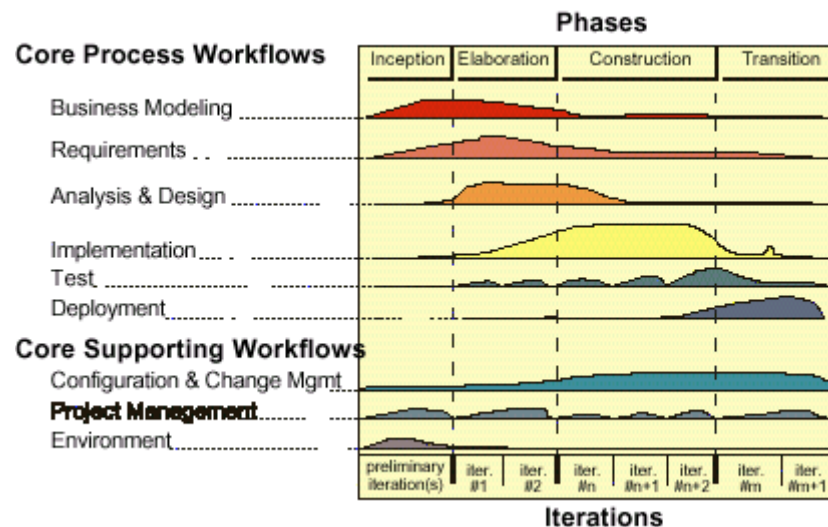 Phases
Core Process Workflows
Inception Elaboration Construction Transition
Business Modeling
Requirements
Analysis & Design
Implementation
Test
Deployment
Core Supporting Workflows
Configuration & Change Mgmt
Project Management
Environment
preliminary iteration(s)
iter. #1
iter. #2
iter. #n
iter. #n+1
iter. #n+2
iter. #m
iter. #m+1
Iterations